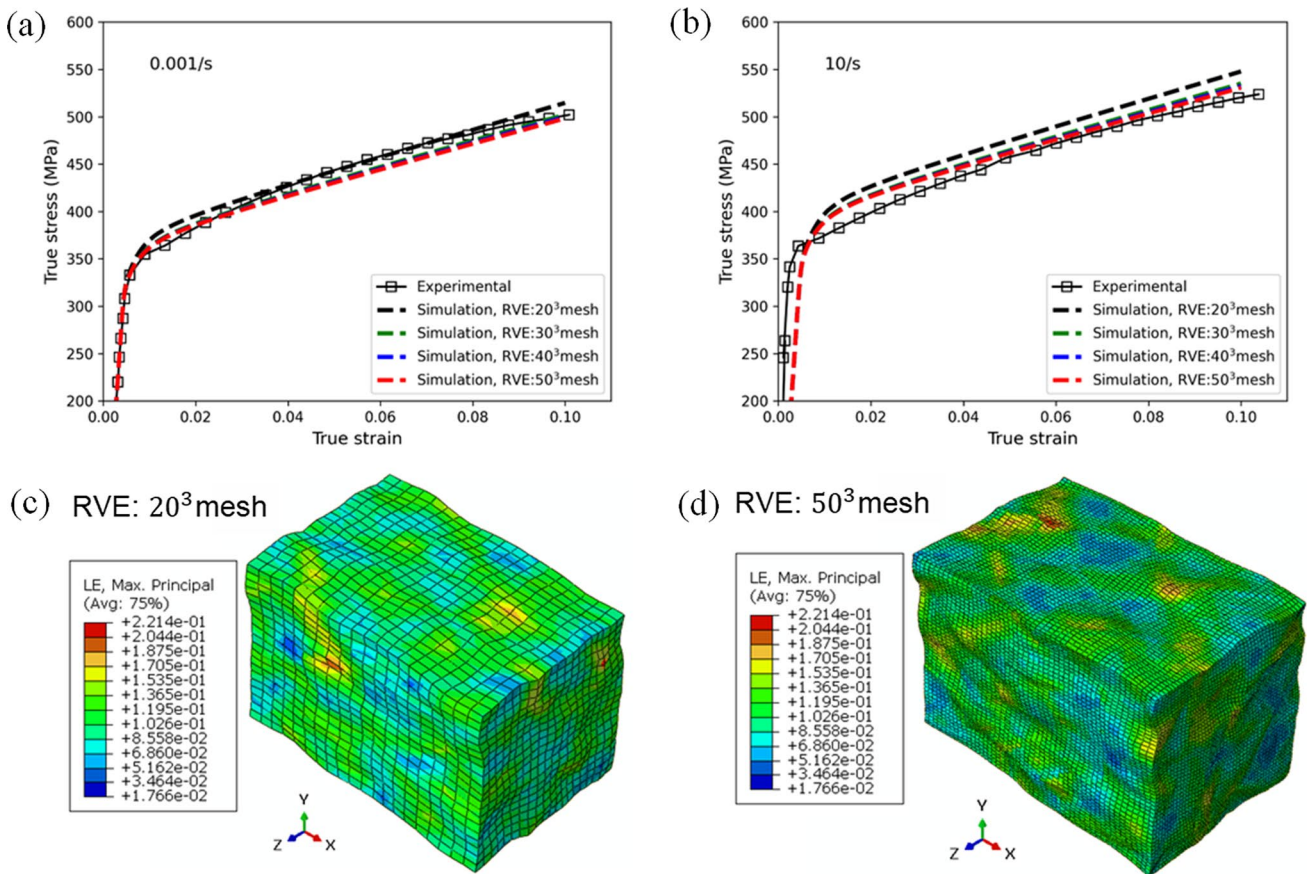 (a)
600
550
500
450
400
350
300
250
200
True stress (MPa)
0.001/s
Experimental
Simulation, RVE:20³mesh
Simulation, RVE:30³mesh
Simulation, RVE:40³mesh
Simulation, RVE:50³mesh
0.00 0.02 0.04 0.06 0.08 0.10
True strain
(b)
600
550
500
450
400
350
300
250
200
True stress (MPa)
10/s
Experimental
Simulation, RVE:20³mesh
Simulation, RVE:30³mesh
Simulation, RVE:40³mesh
Simulation, RVE:50³mesh
0.00 0.02 0.04 0.06 0.08 0.10
True strain
(c) RVE: 20³mesh
LE, Max. Principal
(Avg: 75%)
+2.214e-01
+2.044e-01
+1.875e-01
+1.705e-01
+1.535e-01
+1.365e-01
+1.195e-01
+1.026e-01
+8.558e-02
+6.860e-02
+5.162e-02
+3.464e-02
+1.766e-02
Y
Z X
(d) RVE: 50³mesh
LE, Max. Principal
(Avg: 75%)
+2.214e-01
+2.044e-01
+1.875e-01
+1.705e-01
+1.535e-01
+1.365e-01
+1.195e-01
+1.026e-01
+8.558e-02
+6.860e-02
+5.162e-02
+3.464e-02
+1.766e-02
Y
Z X